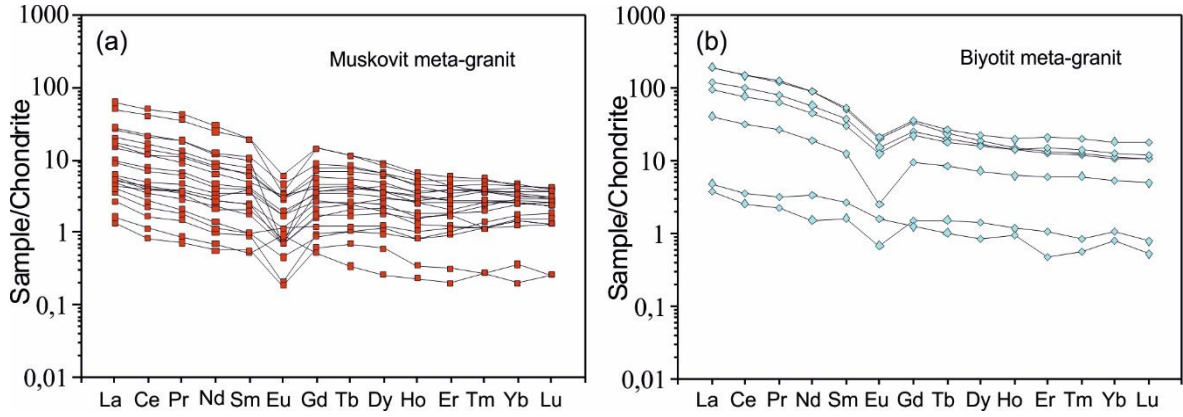 (a)
Muskovit meta-granit
Sample/Chondrite
1000
100
10
1
0,1
0,01
La Ce Pr Nd Sm Eu Gd Tb Dy Ho Er Tm Yb Lu
(b)
Biyotit meta-granit
Sample/Chondrite
1000
100
10
1
0,1
0,01
La Ce Pr Nd Sm Eu Gd Tb Dy Ho Er Tm Yb Lu